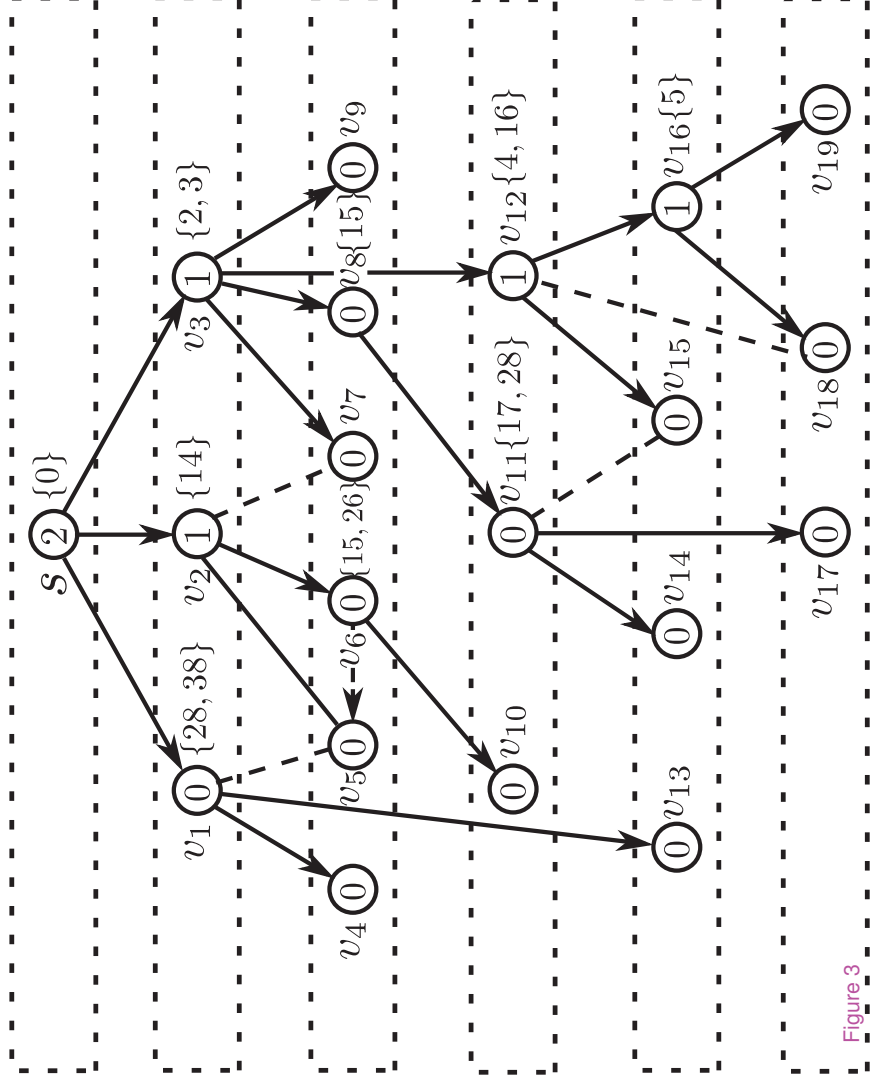 s 2 {0}
v1 0 {28, 38}
v2 1 {14}
v3 1 {2, 3}
v4 0
v5 0
v6 0 {15, 26}
v7 0
v8 0 {15}
v9 0
v10 0
v11 0 {17, 28}
v12 1 {4, 16}
v13 0
v14 0
v15 0
v16 1 {5}
v17 0
v18 0
v19 0
Figure 3